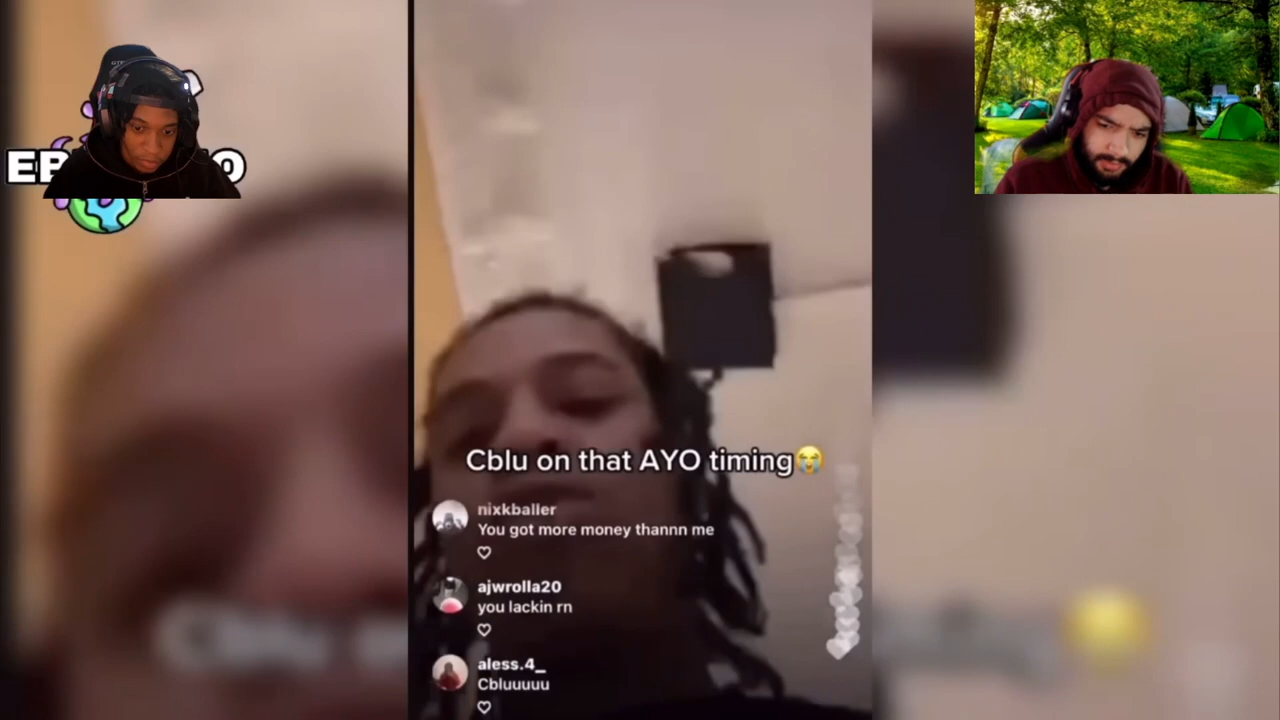 Cblu on that AYO timing😭
nixkballer
You got more money thannn me
ajwrolla20
you lackin rn
aless.4_
Cbluuuuu